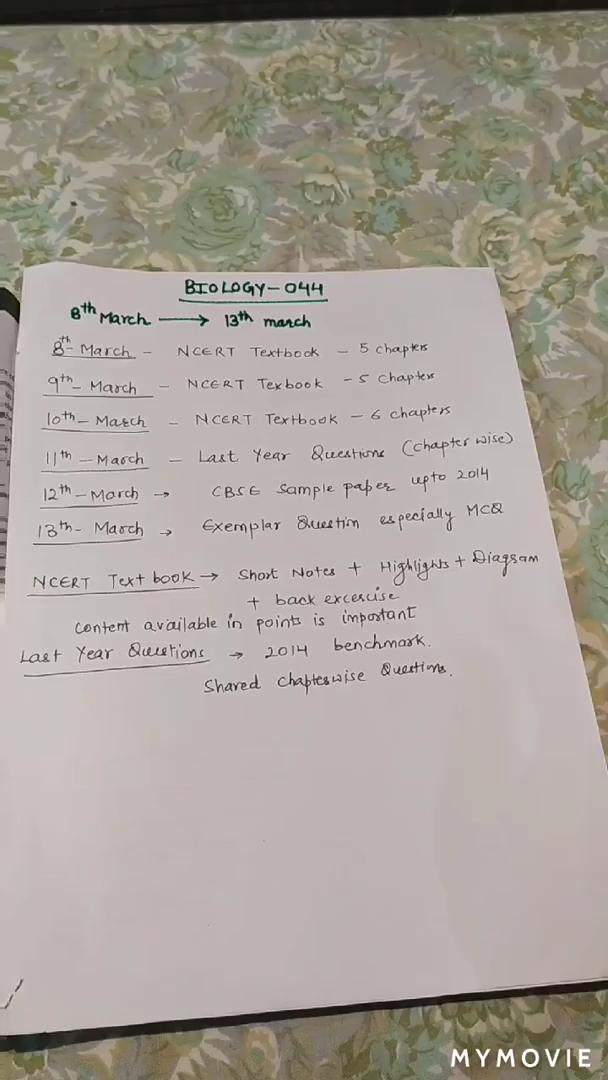 BIOLOGY-044
8th March → 13th march
8th- March - NCERT Textbook - 5 chapters
9th- March - NCERT Texbook - 5 chapters
10th- March - NCERT Textbook - 6 chapters
11th- March - Last Year Questions (chapter wise)
12th- March → CBSE Sample paper upto 2014
13th- March → Exemplar Question especially MCQ
NCERT Text book → Short Notes + Highlights + Diagram
+ back excercise
content available in points is important
Last Year Questions → 2014 benchmark.
Shared Chapterwise Questions.
MYMOVIE